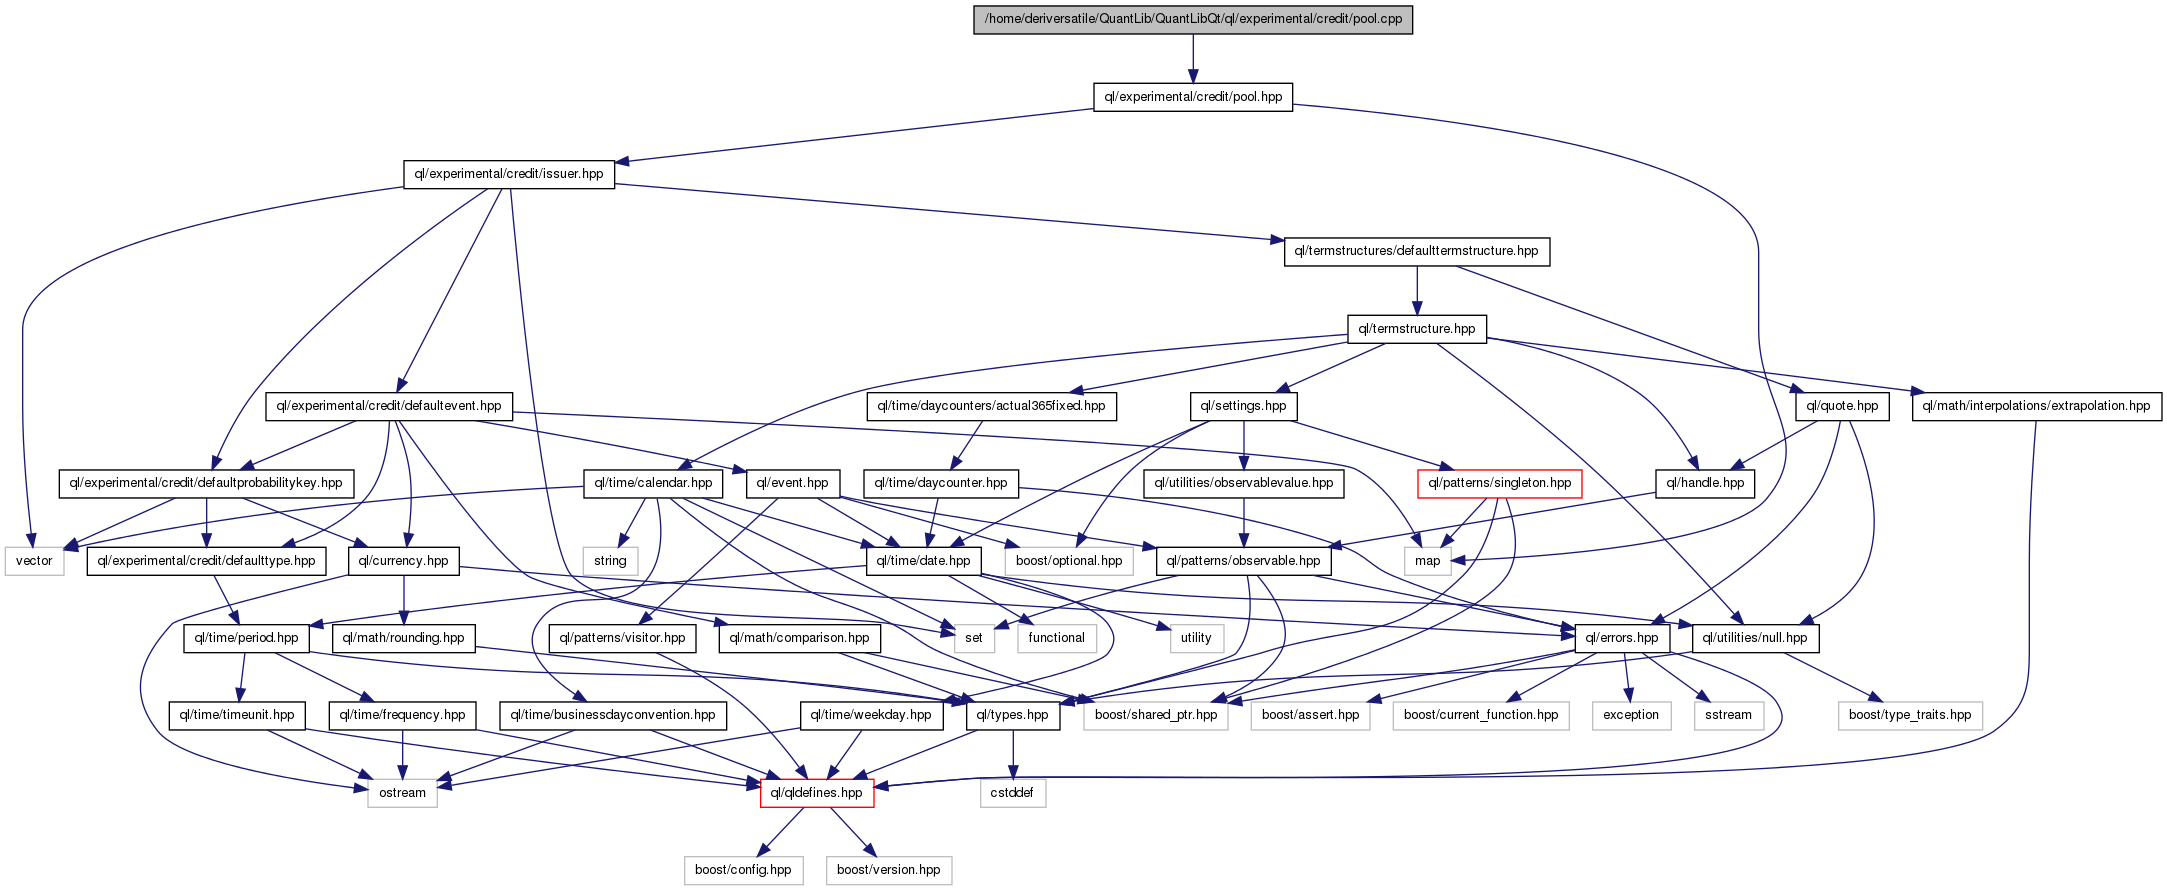 /home/deriversatile/QuantLib/QuantLibQt/ql/experimental/credit/pool.cpp
ql/experimental/credit/pool.hpp
ql/experimental/credit/issuer.hpp
ql/termstructures/defaulttermstructure.hpp
ql/termstructure.hpp
ql/experimental/credit/defaultevent.hpp
ql/time/daycounters/actual365fixed.hpp
ql/settings.hpp
ql/quote.hpp
ql/math/interpolations/extrapolation.hpp
ql/experimental/credit/defaultprobabilitykey.hpp
ql/time/calendar.hpp
ql/event.hpp
ql/time/daycounter.hpp
ql/utilities/observablevalue.hpp
ql/patterns/singleton.hpp
ql/handle.hpp
vector
ql/experimental/credit/defaulttype.hpp
ql/currency.hpp
string
ql/time/date.hpp
boost/optional.hpp
ql/patterns/observable.hpp
map
ql/time/period.hpp
ql/math/rounding.hpp
ql/patterns/visitor.hpp
ql/math/comparison.hpp
set
functional
utility
ql/errors.hpp
ql/utilities/null.hpp
ql/time/timeunit.hpp
ql/time/frequency.hpp
ql/time/businessdayconvention.hpp
ql/time/weekday.hpp
ql/types.hpp
boost/shared_ptr.hpp
boost/assert.hpp
boost/current_function.hpp
exception
sstream
boost/type_traits.hpp
ostream
ql/qldefines.hpp
cstddef
boost/config.hpp
boost/version.hpp